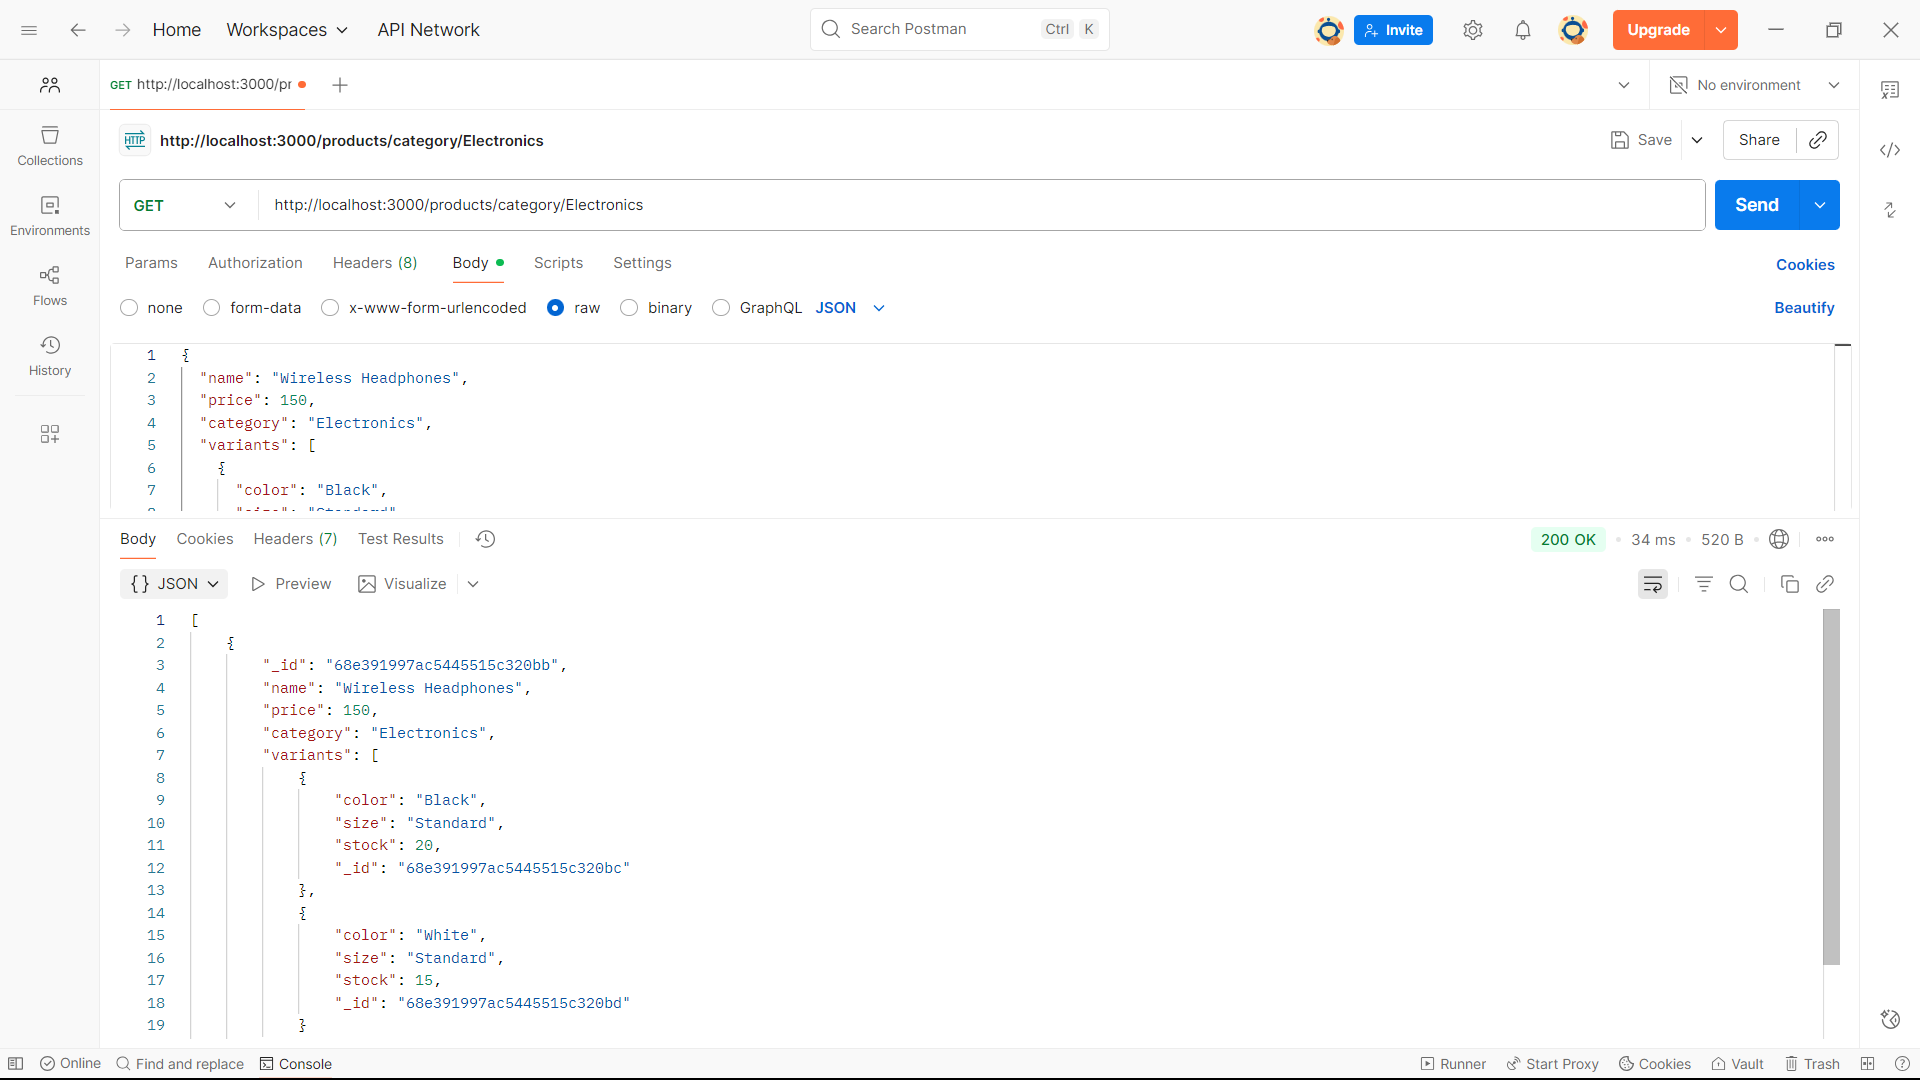 Home Workspaces API Network Search Postman Ctrl K Invite Upgrade
GET http://localhost:3000/pr No environment
HTTP http://localhost:3000/products/category/Electronics Save Share
GET http://localhost:3000/products/category/Electronics Send
Collections
Environments
Flows
History
Params Authorization Headers (8) Body Scripts Settings Cookies
none form-data x-www-form-urlencoded raw binary GraphQL JSON Beautify
1 {
2 "name": "Wireless Headphones",
3 "price": 150,
4 "category": "Electronics",
5 "variants": [
6 {
7 "color": "Black",
8 "size": "Standard"
Body Cookies Headers (7) Test Results 200 OK 34 ms 520 B
{} JSON Preview Visualize
1 [
2 {
3 "_id": "68e391997ac5445515c320bb",
4 "name": "Wireless Headphones",
5 "price": 150,
6 "category": "Electronics",
7 "variants": [
8 {
9 "color": "Black",
10 "size": "Standard",
11 "stock": 20,
12 "_id": "68e391997ac5445515c320bc"
13 },
14 {
15 "color": "White",
16 "size": "Standard",
17 "stock": 15,
18 "_id": "68e391997ac5445515c320bd"
19 }
Online Find and replace Console Runner Start Proxy Cookies Vault Trash